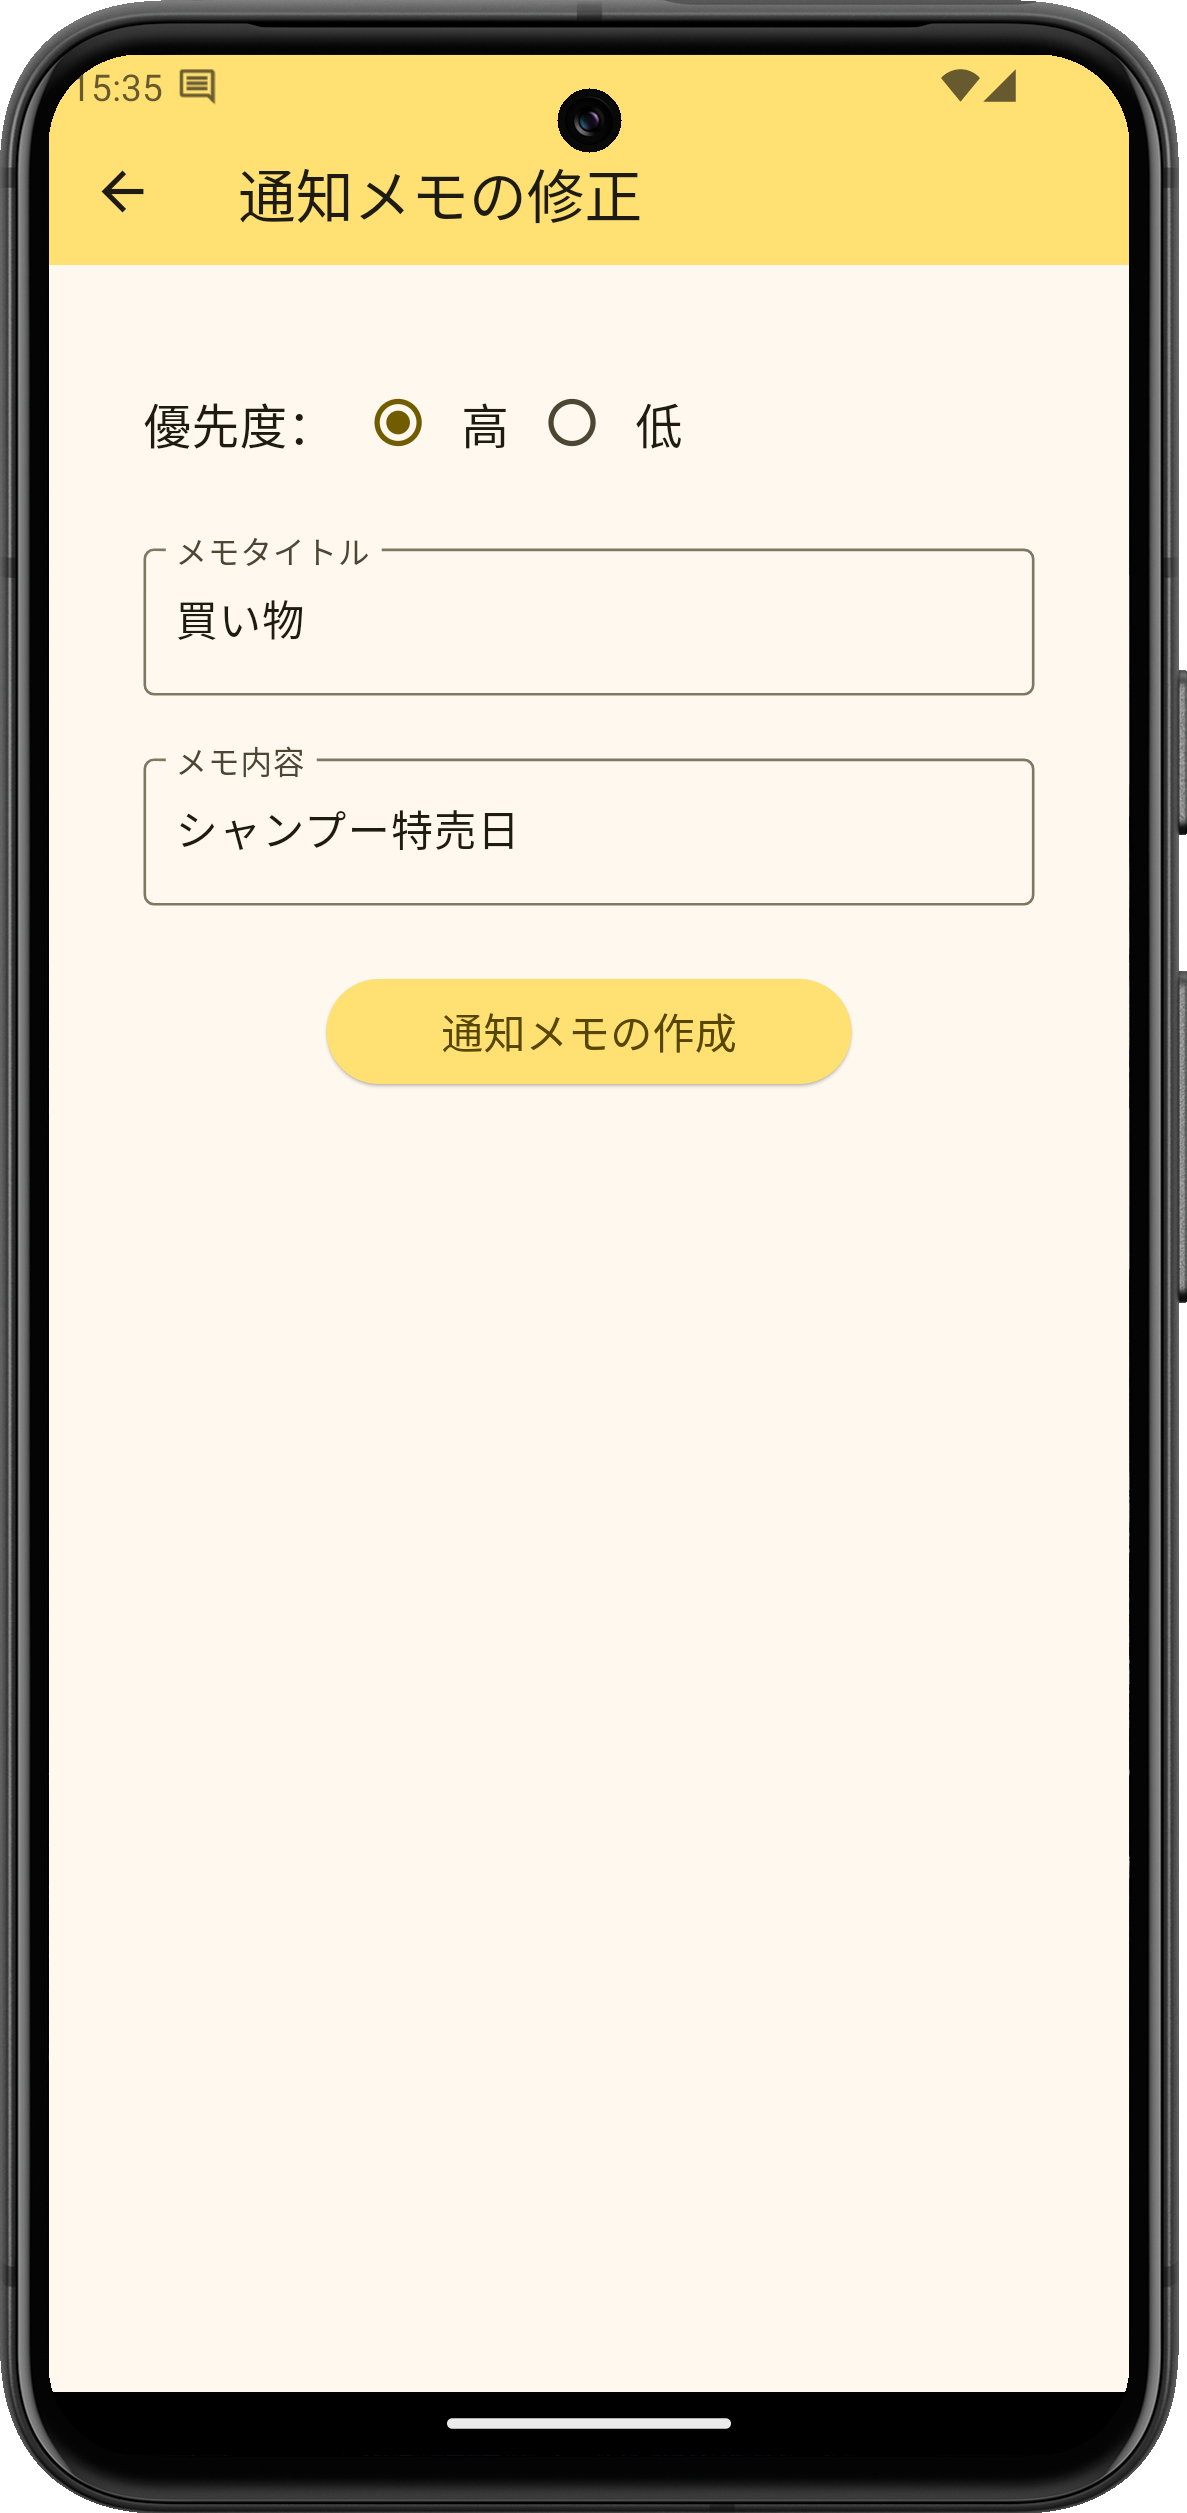 15:35
通知メモの修正
優先度： 高 低
メモタイトル
買い物
メモ内容
シャンプー特売日
通知メモの作成